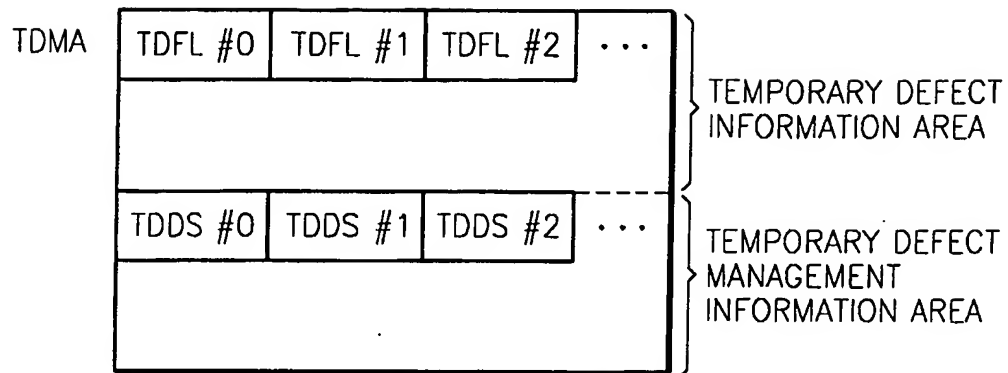 TDMA
TDFL #0 TDFL #1 TDFL #2 ...
TEMPORARY DEFECT
INFORMATION AREA
TDDS #0 TDDS #1 TDDS #2 ...
TEMPORARY DEFECT
MANAGEMENT
INFORMATION AREA